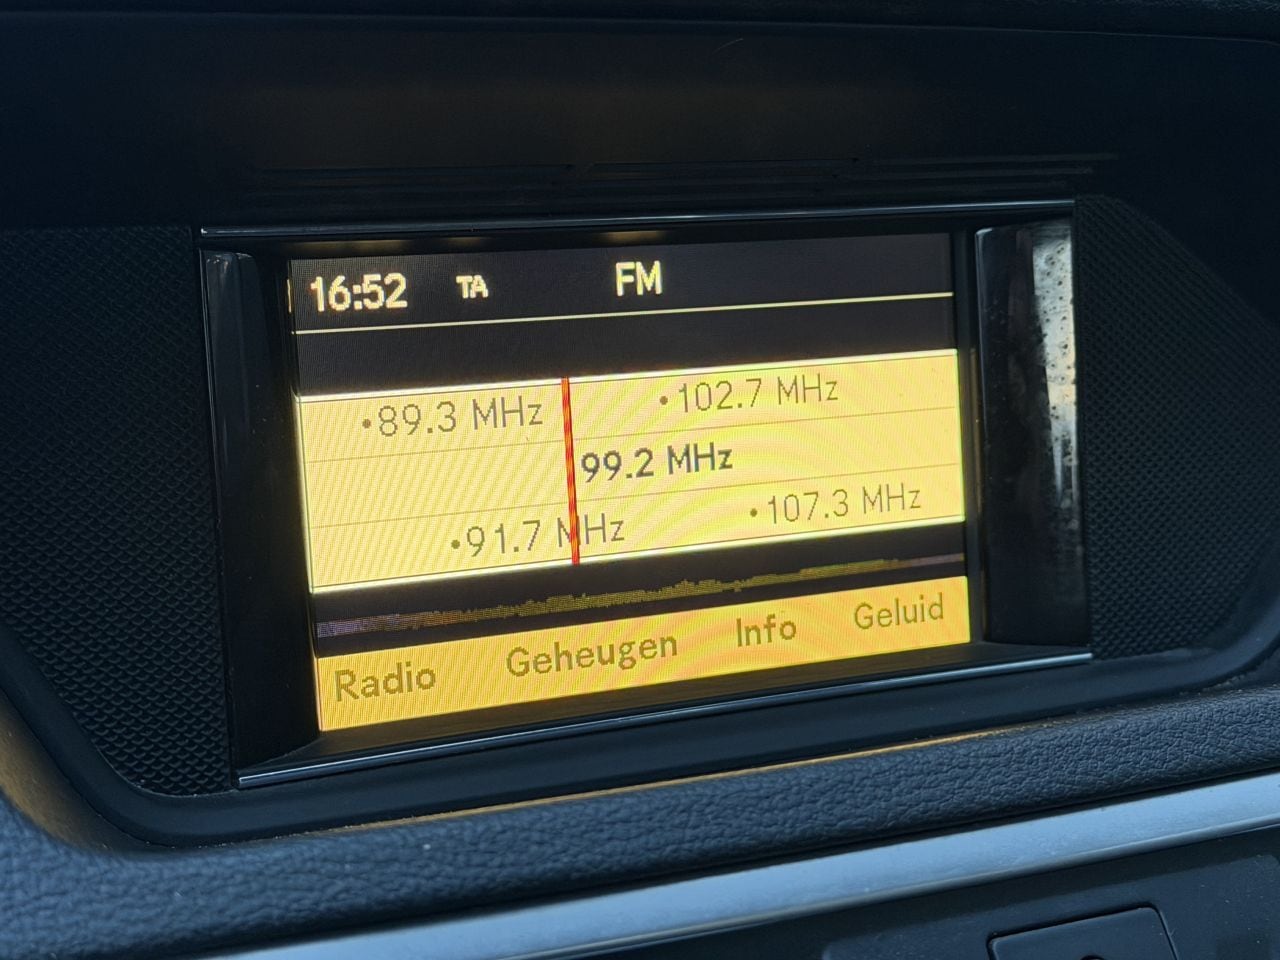 16:52 TA FM
•89.3 MHz •102.7 MHz
99.2 MHz
•91.7 MHz •107.3 MHz
Radio Geheugen Info Geluid